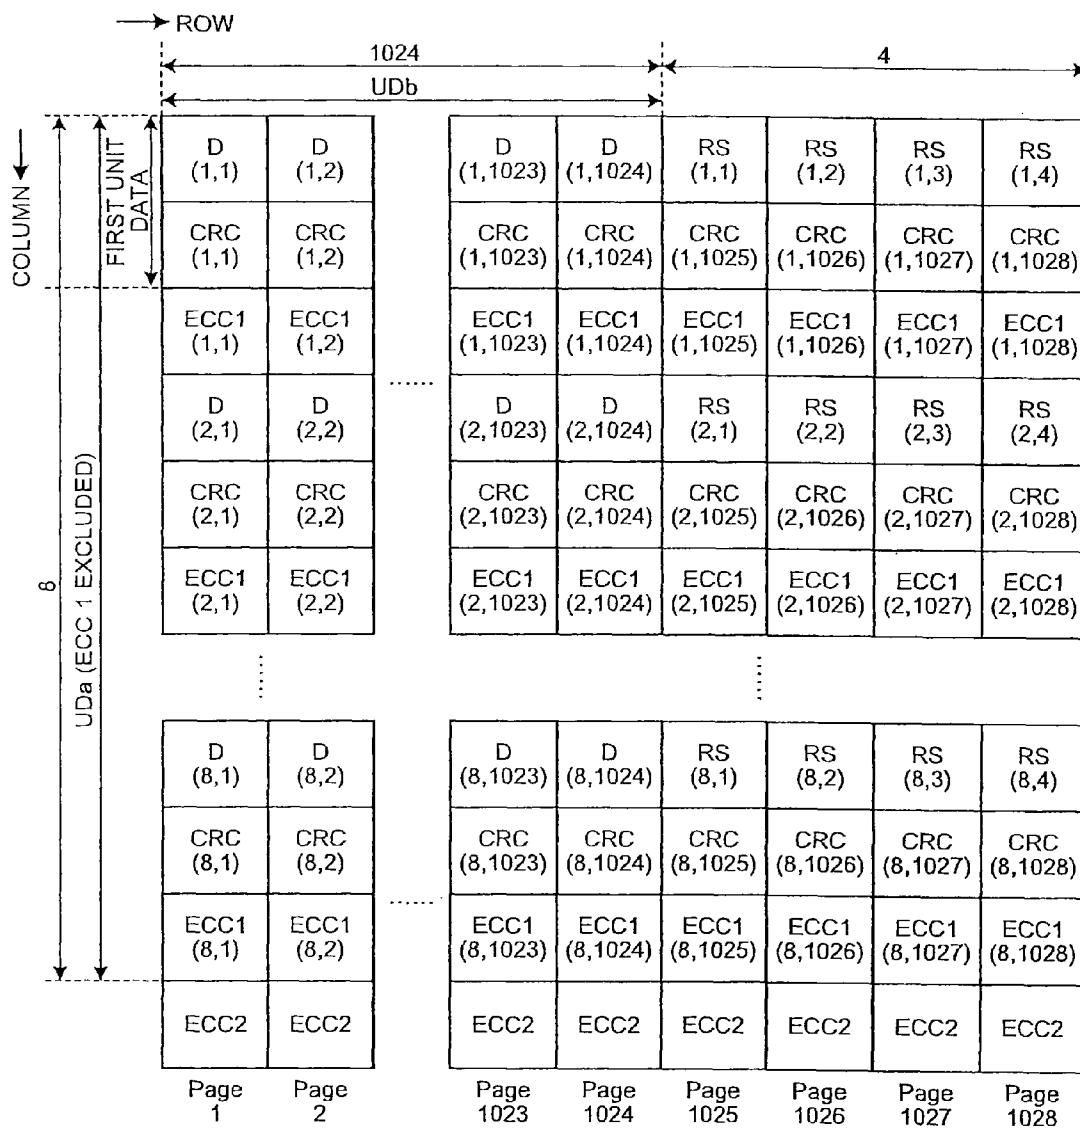 ROW
1024
4
UDb
COLUMN
FIRST UNIT
DATA
8
UDa (ECC 1 EXCLUDED)
D D D D RS RS RS RS
(1,1) (1,2) (1,1023) (1,1024) (1,1) (1,2) (1,3) (1,4)
CRC CRC CRC CRC CRC CRC CRC CRC
(1,1) (1,2) (1,1023) (1,1024) (1,1025) (1,1026) (1,1027) (1,1028)
ECC1 ECC1 ECC1 ECC1 ECC1 ECC1 ECC1 ECC1
(1,1) (1,2) (1,1023) (1,1024) (1,1025) (1,1026) (1,1027) (1,1028)
......
D D D D RS RS RS RS
(2,1) (2,2) (2,1023) (2,1024) (2,1) (2,2) (2,3) (2,4)
CRC CRC CRC CRC CRC CRC CRC CRC
(2,1) (2,2) (2,1023) (2,1024) (2,1025) (2,1026) (2,1027) (2,1028)
ECC1 ECC1 ECC1 ECC1 ECC1 ECC1 ECC1 ECC1
(2,1) (2,2) (2,1023) (2,1024) (2,1025) (2,1026) (2,1027) (2,1028)
...... ......
D D D D RS RS RS RS
(8,1) (8,2) (8,1023) (8,1024) (8,1) (8,2) (8,3) (8,4)
CRC CRC CRC CRC CRC CRC CRC CRC
(8,1) (8,2) (8,1023) (8,1024) (8,1025) (8,1026) (8,1027) (8,1028)
......
ECC1 ECC1 ECC1 ECC1 ECC1 ECC1 ECC1 ECC1
(8,1) (8,2) (8,1023) (8,1024) (8,1025) (8,1026) (8,1027) (8,1028)
ECC2 ECC2 ECC2 ECC2 ECC2 ECC2 ECC2 ECC2
Page Page Page Page Page Page Page Page
1 2 1023 1024 1025 1026 1027 1028